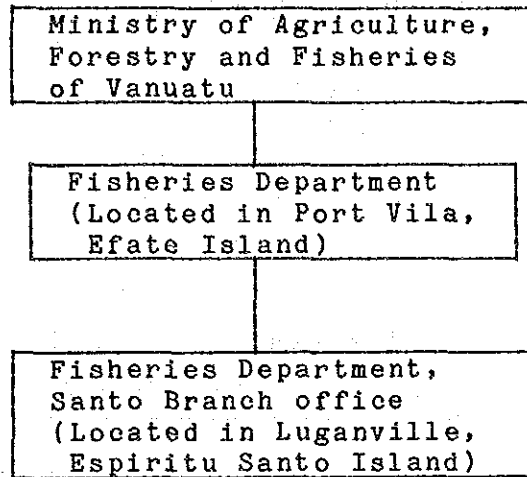 Ministry of Agriculture,
Forestry and Fisheries
of Vanuatu
Fisheries Department
(Located in Port Vila,
Efate Island)
Fisheries Department,
Santo Branch office
(Located in Luganville,
Espiritu Santo Island)